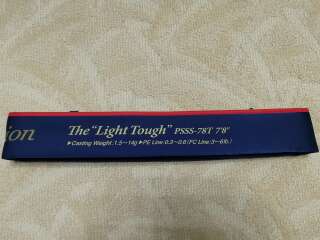 ion
The "Light Tough" PSSS-78T 7'8"
▶Casting Weight:1.5~14g ▶PE Line:0.2~0.8 (FC Line:3~6lb.)